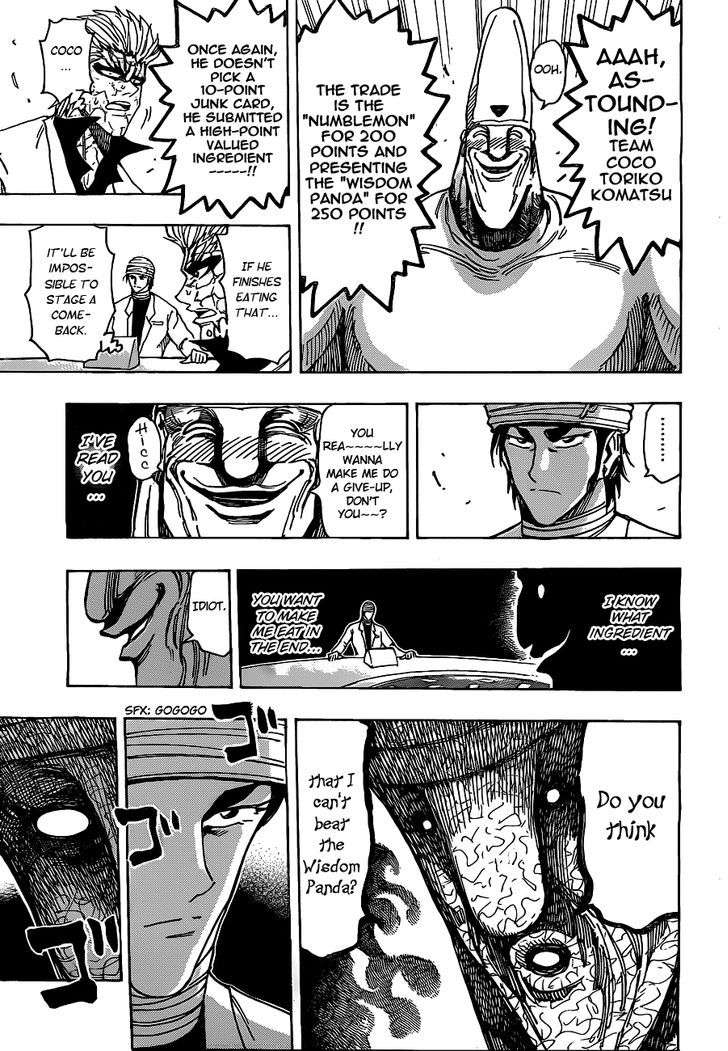 AAAH,
AS-
TOUND-
ING!
TEAM
COCO
TORIKO
KOMATSU
OOH.
THE TRADE
IS THE
"NUMBLEMON"
FOR 200
POINTS AND
PRESENTING
THE "WISDOM
PANDA" FOR
250 POINTS
!!
ONCE AGAIN,
HE DOESN'T
PICK A
10-POINT
JUNK CARD,
HE SUBMITTED
A HIGH-POINT
VALUED
INGREDIENT
-----!!
COCO
...
IF HE
FINISHES
EATING
THAT...
IT'LL BE
IMPOS-
SIBLE TO
STAGE A
COME-
BACK.
.........
YOU
REA~~~~LLY
WANNA
MAKE ME DO
A GIVE-UP,
DON'T
YOU~~?
HICC
I'VE
READ
YOU
...
I KNOW
WHAT
INGREDIENT
...
YOU WANT
TO MAKE
ME EAT IN
THE END...
IDIOT.
Do you
think
that I
can't
beat
the
Wisdom
Panda?
SFX: GOGOGO
ゴ
ゴ
ゴ